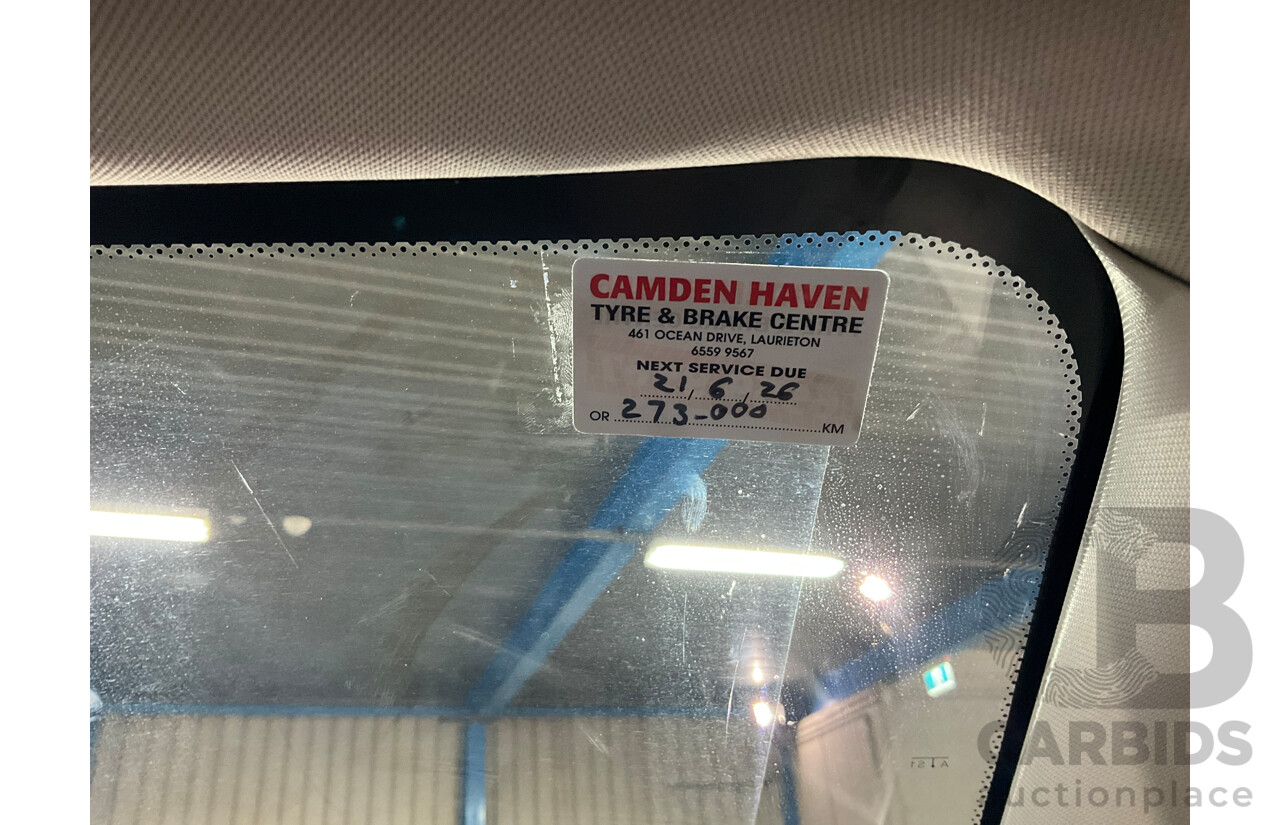 CAMDEN HAVEN
TYRE & BRAKE CENTRE
461 OCEAN DRIVE, LAURIETON
6559 9567
NEXT SERVICE DUE
21/6/26
OR 273-000 KM
B
CARBIDS
auctionplace